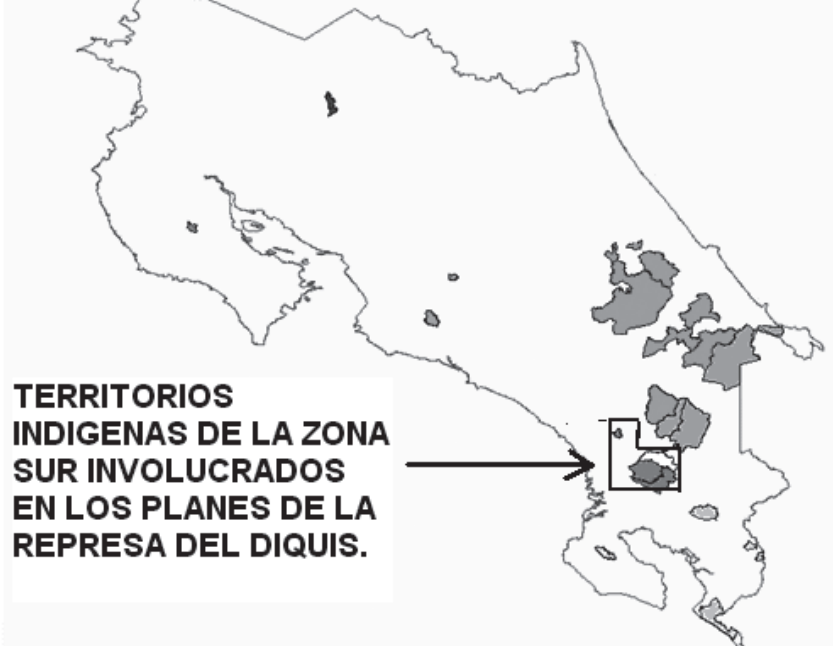 TERRITORIOS
INDIGENAS DE LA ZONA
SUR INVOLUCRADOS
EN LOS PLANES DE LA
REPRESA DEL DIQUIS.